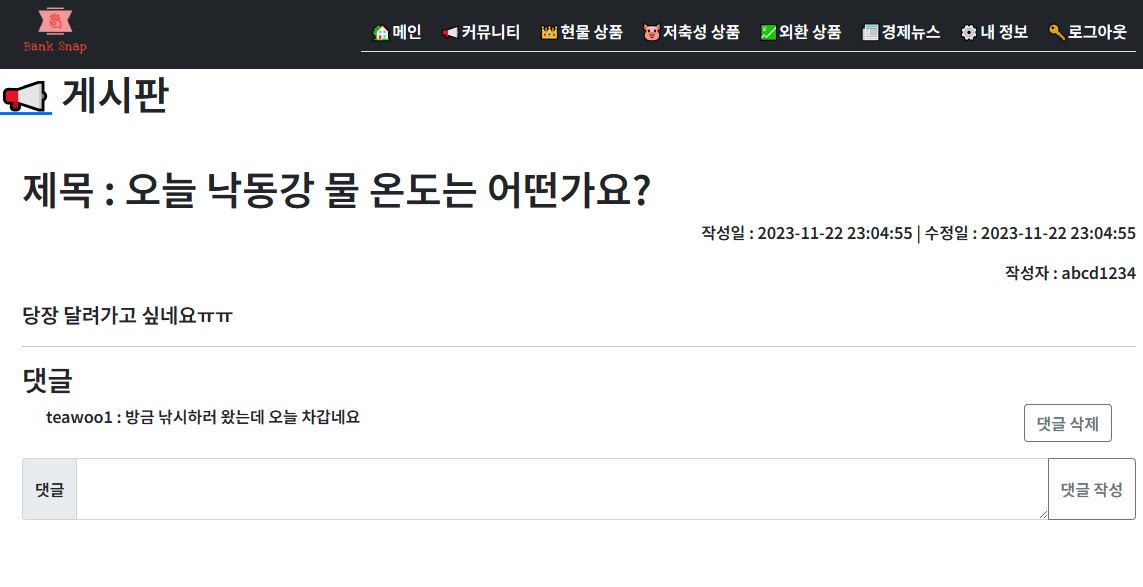 Bank Snap
메인 커뮤니티 현물 상품 저축성 상품 외환 상품 경제뉴스 내 정보 로그아웃
게시판
제목 : 오늘 낙동강 물 온도는 어떤가요?
작성일 : 2023-11-22 23:04:55 | 수정일 : 2023-11-22 23:04:55
작성자 : abcd1234
당장 달려가고 싶네요ㅠㅠ
댓글
teawoo1 : 방금 낚시하러 왔는데 오늘 차갑네요
댓글 삭제
댓글
댓글 작성